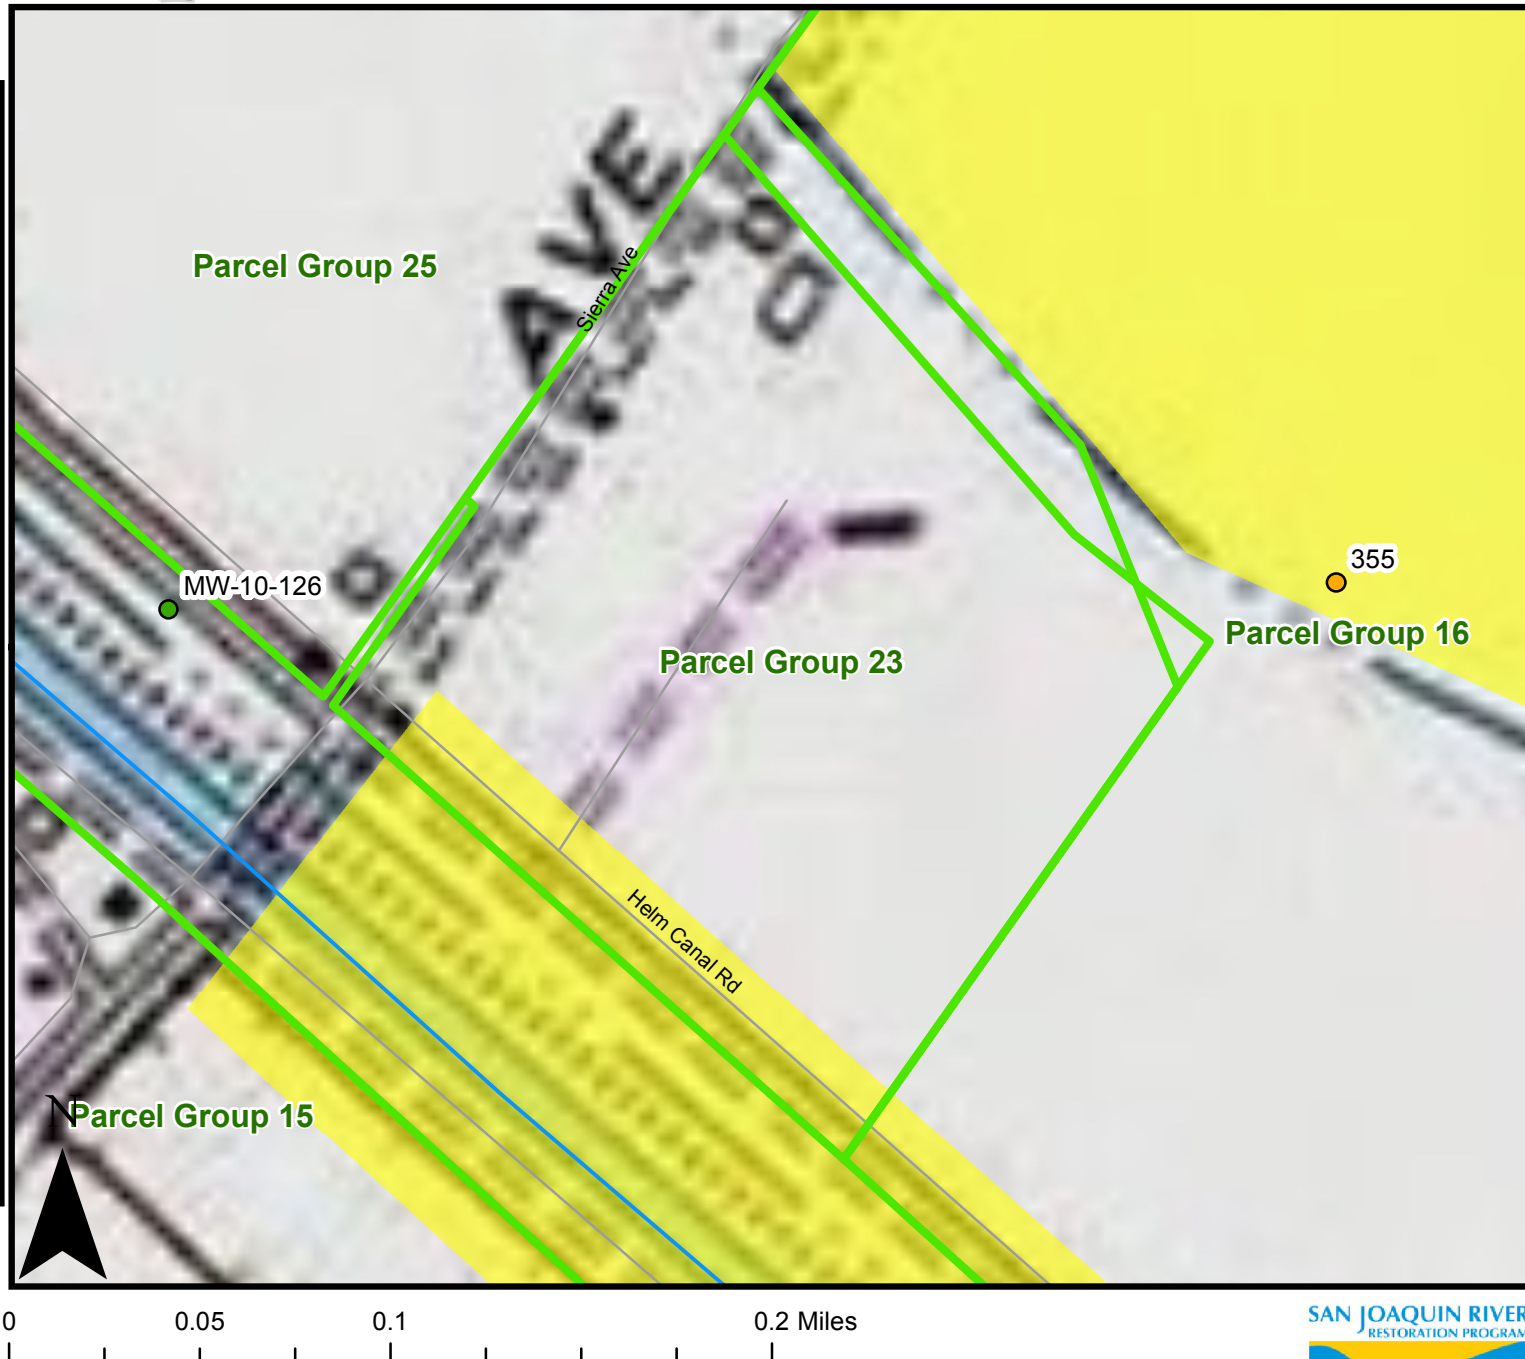 AVE
Sierra Ave
Parcel Group 25
355
MW-10-126
Parcel Group 16
Parcel Group 23
Helm Canal Rd
N
Parcel Group 15
0 0.05 0.1 0.2 Miles
SAN JOAQUIN RIVER
RESTORATION PROGRAM